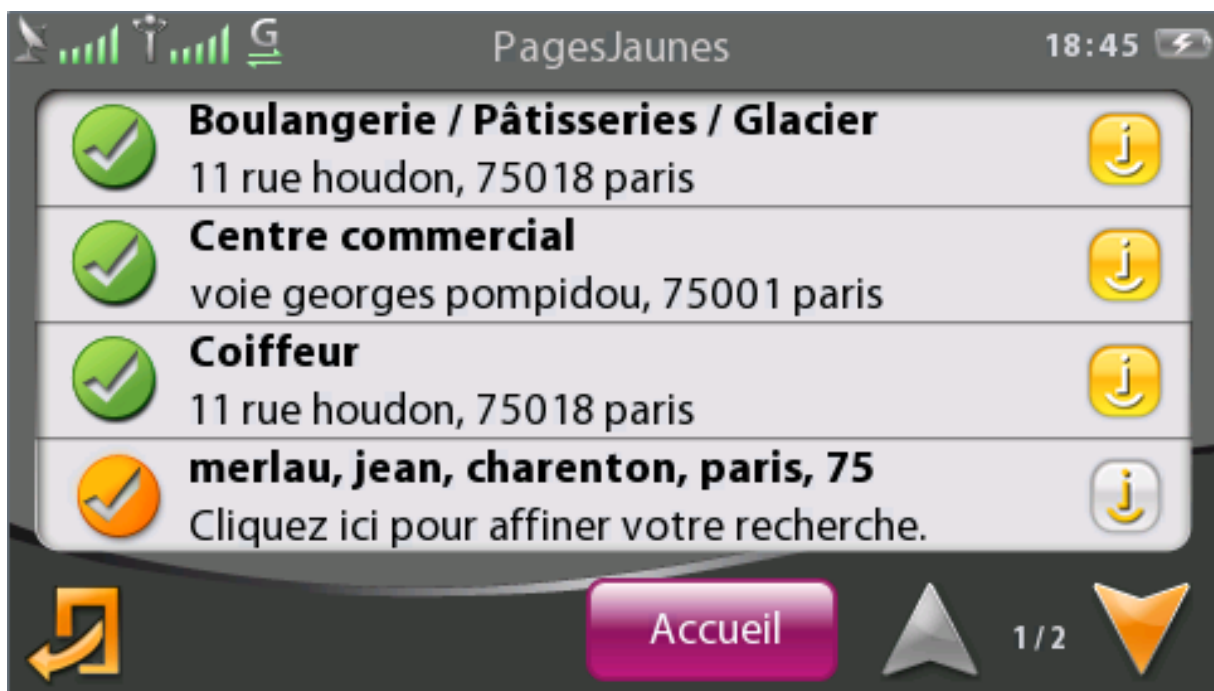 G PagesJaunes 18:45
Boulangerie / Pâtisseries / Glacier
11 rue houdon, 75018 paris
j
Centre commercial
voie georges pompidou, 75001 paris
j
Coiffeur
11 rue houdon, 75018 paris
j
merlau, jean, charenton, paris, 75
Cliquez ici pour affiner votre recherche.
j
Accueil 1/2